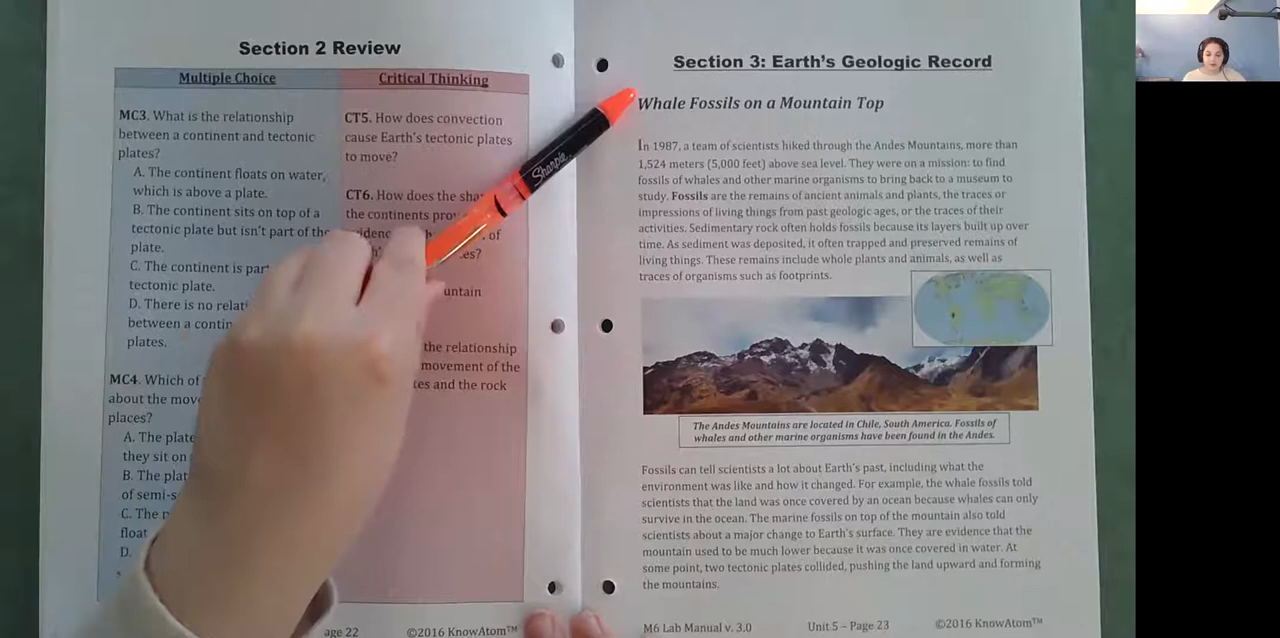 Section 2 Review
Multiple Choice
MC3. What is the relationship
between a continent and tectonic
plates?
A. The continent floats on water,
which is above a plate.
B. The continent sits on top of a
tectonic plate but isn't part of the
plate.
C. The continent is part
tectonic plate.
D. There is no
between a
plates.
MC4. Which of
about the
places?
A. The
they sit on
B. The
of
C. The
float
D.
Critical Thinking
CT5. How does convection
cause Earth's tectonic plates
to move?
CT6. How does the
the continents
of
the relationship
movement of the
and the rock
age 22
©2016 KnowAtom™
Sharpie
Section 3: Earth's Geologic Record
Whale Fossils on a Mountain Top
In 1987, a team of scientists hiked through the Andes Mountains, more than
1,524 meters (5,000 feet) above sea level. They were on a mission: to find
fossils of whales and other marine organisms to bring back to a museum to
study. Fossils are the remains of ancient animals and plants, the traces or
impressions of living things from past geologic ages, or the traces of their
activities. Sedimentary rock often holds fossils because its layers built up over
time. As sediment was deposited, it often trapped and preserved remains of
living things. These remains include whole plants and animals, as well as
traces of organisms such as footprints.
The Andes Mountains are located in Chile, South America. Fossils of
whales and other marine organisms have been found in the Andes.
Fossils can tell scientists a lot about Earth's past, including what the
environment was like and how it changed. For example, the whale fossils told
scientists that the land was once covered by an ocean because whales can only
survive in the ocean. The marine fossils on top of the mountain also told
scientists about a major change to Earth's surface. They are evidence that the
mountain used to be much lower because it was once covered in water. At
some point, two tectonic plates collided, pushing the land upward and forming
the mountains.
M6 Lab Manual v. 3.0
Unit 5 – Page 23
©2016 KnowAtom™